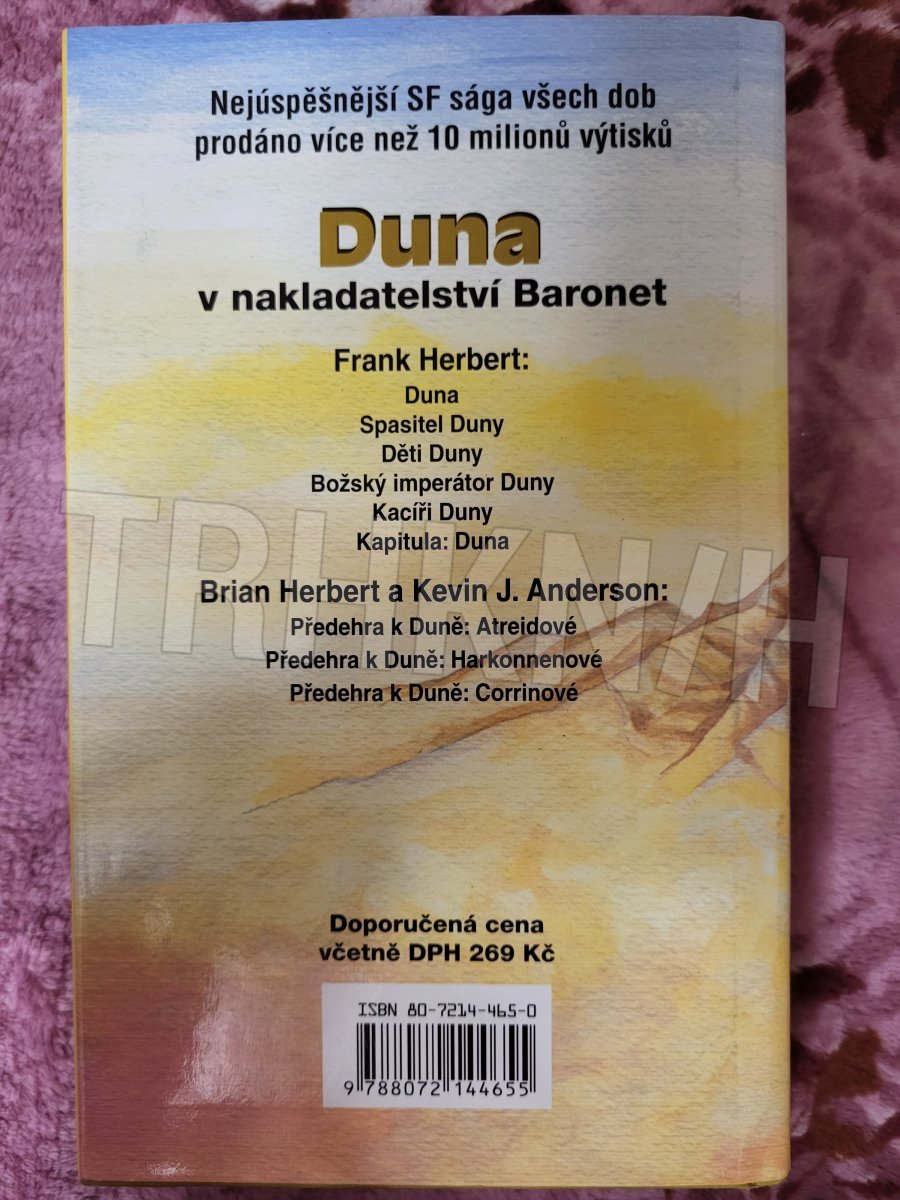 Nejúspěšnější SF sága všech dob
prodáno více než 10 milionů výtisků
Duna
v nakladatelství Baronet
Frank Herbert:
Duna
Spasitel Duny
Děti Duny
Božský imperátor Duny
Kacíři Duny
Kapitula: Duna
TRHKNIH
Brian Herbert a Kevin J. Anderson:
Předehra k Duně: Atreidové
Předehra k Duně: Harkonnenové
Předehra k Duně: Corrinové
Doporučená cena
včetně DPH 269 Kč
ISBN 80-7214-465-0
9 788072 144655